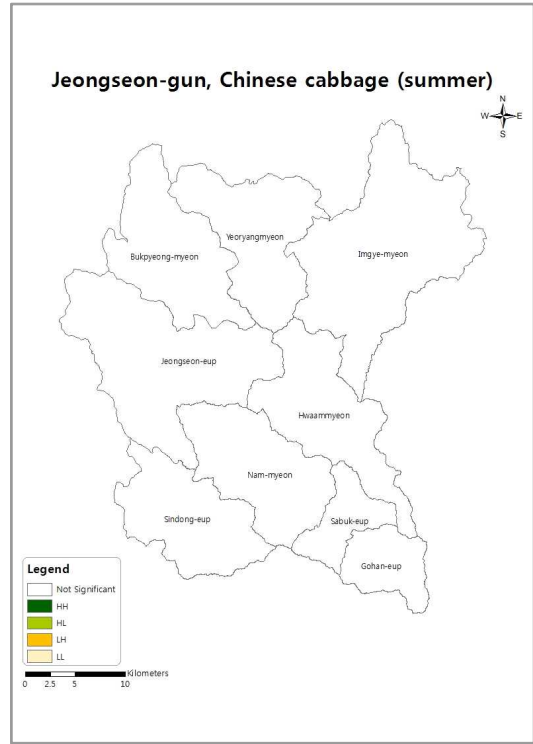 Jeongseon-gun, Chinese cabbage (summer)
N
W E
S
Yeoryangmyeon
Bukpyeong-myeon
Imgye-myeon
Jeongseon-eup
Hwaammyeon
Nam-myeon
Sindong-eup
Sabuk-eup
Gohan-eup
Legend
Not Significant
HH
HL
LH
LL
Kilometers
0 2.5 5 10